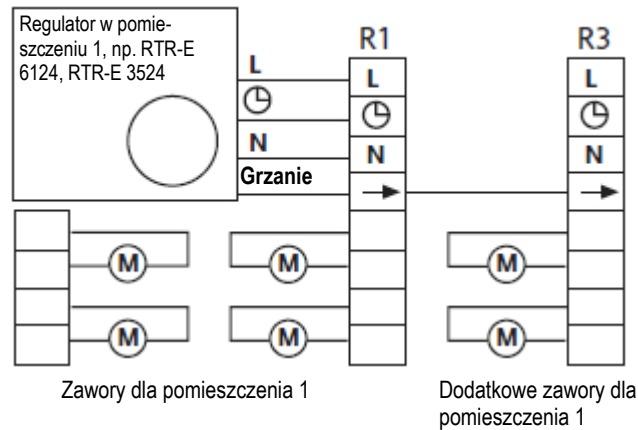 Regulator w pomie-
szczeniu 1, np. RTR-E
6124, RTR-E 3524
L
N
Grzanie
R1
L
N
R3
L
N
M
M
M
M
M
M
Zawory dla pomieszczenia 1
Dodatkowe zawory dla
pomieszczenia 1